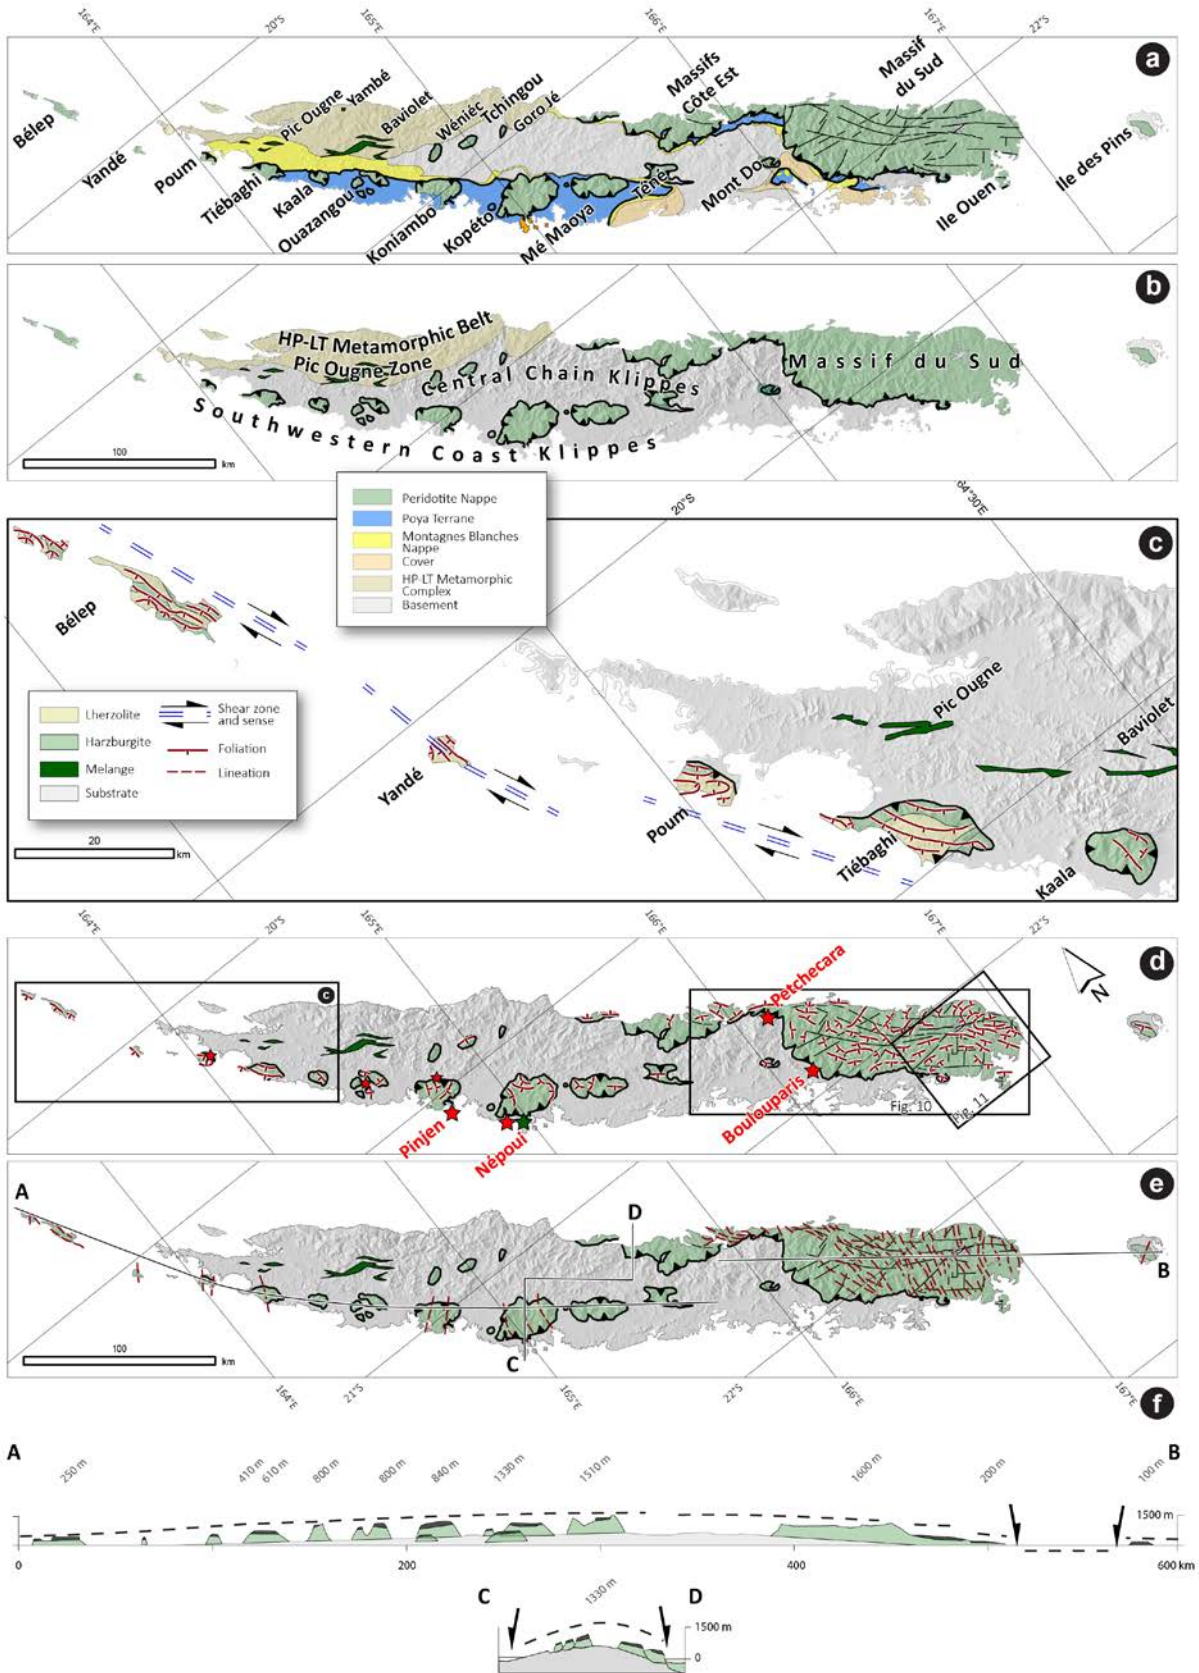 164°E
20°S
165°E
166°E
167°E
22°S
a
Bélep
Yandé
Poum
Tiébaghi
Kaala
Ouazangou
Koniambo
Kopéto
Mé Maoya
Téné
Mont Do
Ile Ouen
Ile des Pins
Pic Ougne
Yambé
Baviolet
Wéniéc
Tchingou
Goro Jé
Massifs
Côte Est
Massif
du Sud
b
HP-LT Metamorphic Belt
Pic Ougne Zone
Central Chain Klippes
Massif du Sud
Southwestern Coast Klippes
100
km
Peridotite Nappe
Poya Terrane
Montagnes Blanches
Nappe
Cover
HP-LT Metamorphic
Complex
Basement
20°S
64°30'E
c
Bélep
Yandé
Poum
Tiébaghi
Kaala
Pic Ougne
Baviolet
Lherzolite
Harzburgite
Melange
Substrate
Shear zone
and sense
Foliation
Lineation
20
km
164°E
20°S
165°E
166°E
167°E
22°S
d
N
c
Petchecara
Boulouparis
Pinjen
Népoui
Fig. 10
Fig. 11
e
A
D
B
C
100
km
164°E
21°S
165°E
22°S
166°E
167°E
f
A
B
250 m
410 m
610 m
800 m
800 m
840 m
1330 m
1510 m
1600 m
200 m
100 m
1500 m
0
200
400
600 km
C
1330 m
D
1500 m
0